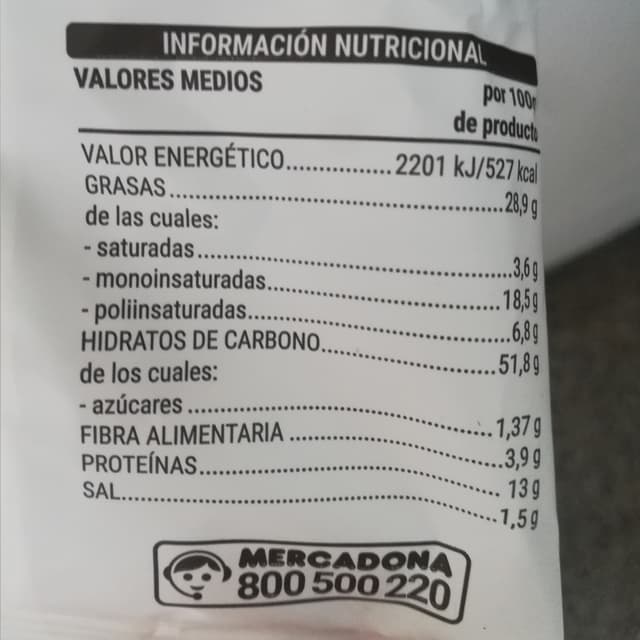 INFORMACIÓN NUTRICIONAL
VALORES MEDIOS
por 100g
de producto
VALOR ENERGÉTICO............... 2201 kJ/527 kcal
GRASAS............28,9 g
de las cuales:
- saturadas............3,6 g
- monoinsaturadas............18,5 g
- poliinsaturadas............6,8 g
HIDRATOS DE CARBONO............51,8 g
de los cuales:
- azúcares............1,37 g
FIBRA ALIMENTARIA............3,9 g
PROTEÍNAS............13 g
SAL............1,5 g
MERCADONA
800 500 220